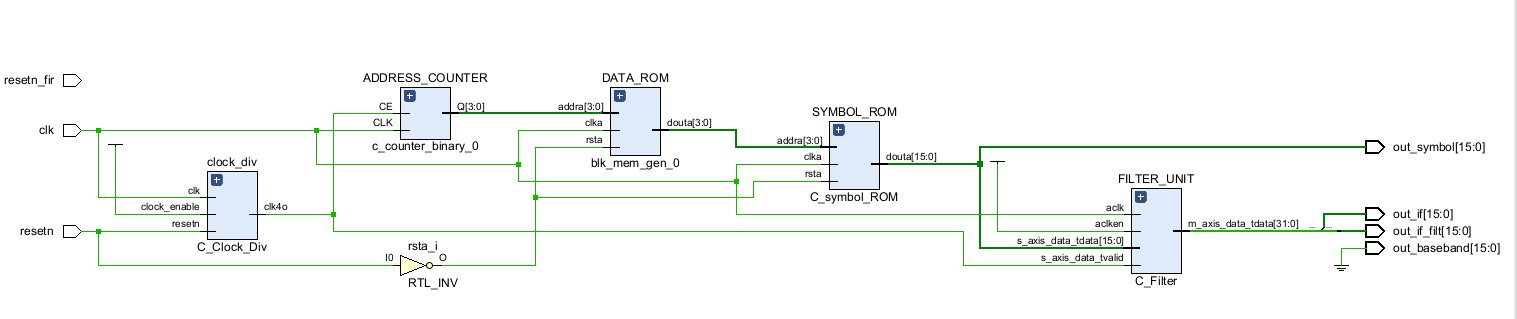 resetn_fir
clk
resetn
clock_div
clk
clock_enable
resetn
clk4o
C_Clock_Div
ADDRESS_COUNTER
CE
CLK
Q[3:0]
c_counter_binary_0
rsta_i
I0
O
RTL_INV
DATA_ROM
addra[3:0]
clka
rsta
douta[3:0]
blk_mem_gen_0
SYMBOL_ROM
addra[3:0]
clka
rsta
douta[15:0]
C_symbol_ROM
FILTER_UNIT
aclk
aclken
s_axis_data_tdata[15:0]
s_axis_data_tvalid
m_axis_data_tdata[31:0]
... ...
C_Filter
out_symbol[15:0]
out_if[15:0]
out_if_filt[15:0]
out_baseband[15:0]